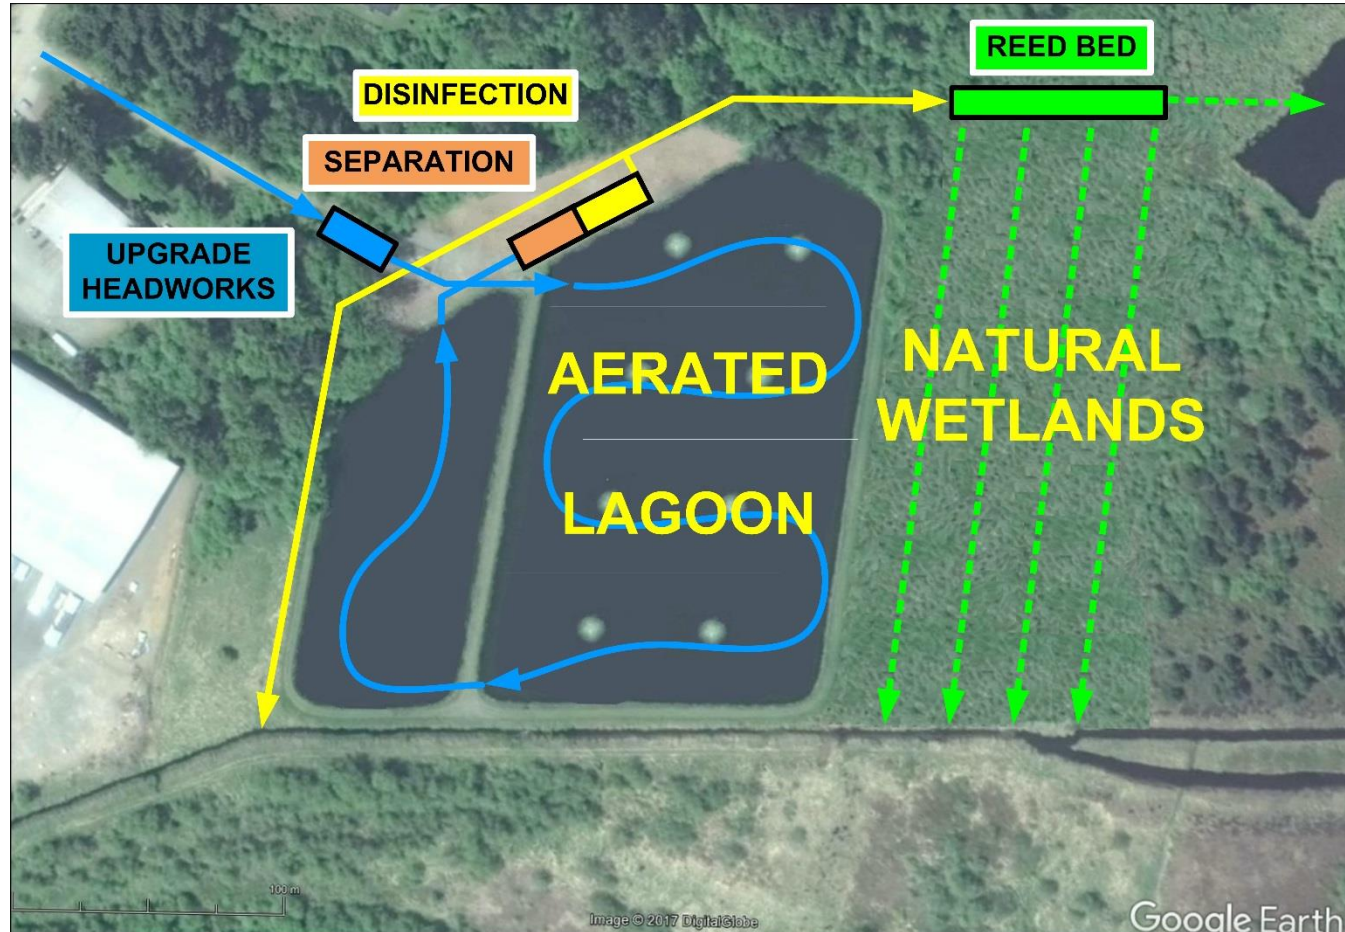 REED BED
DISINFECTION
SEPARATION
UPGRADE
HEADWORKS
AERATED
LAGOON
NATURAL
WETLANDS
100 m
Image © 2017 DigitalGlobe
Google Earth